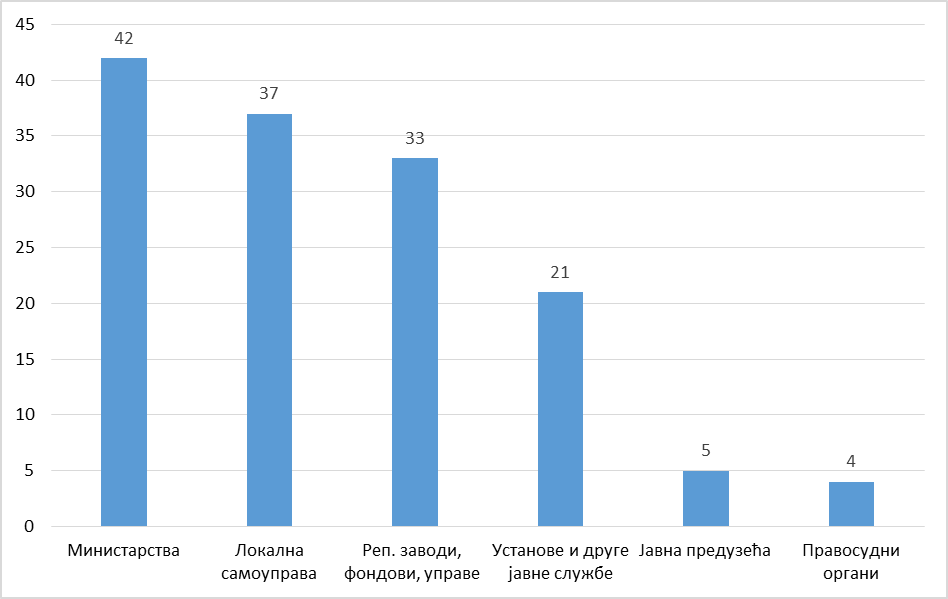 45
40
35
30
25
20
15
10
5
0
42
37
33
21
5
4
Министарства
Локална
самоуправа
Реп. заводи,
фондови, управе
Установе и друге
јавне службе
Јавна предузећа
Правосудни
органи